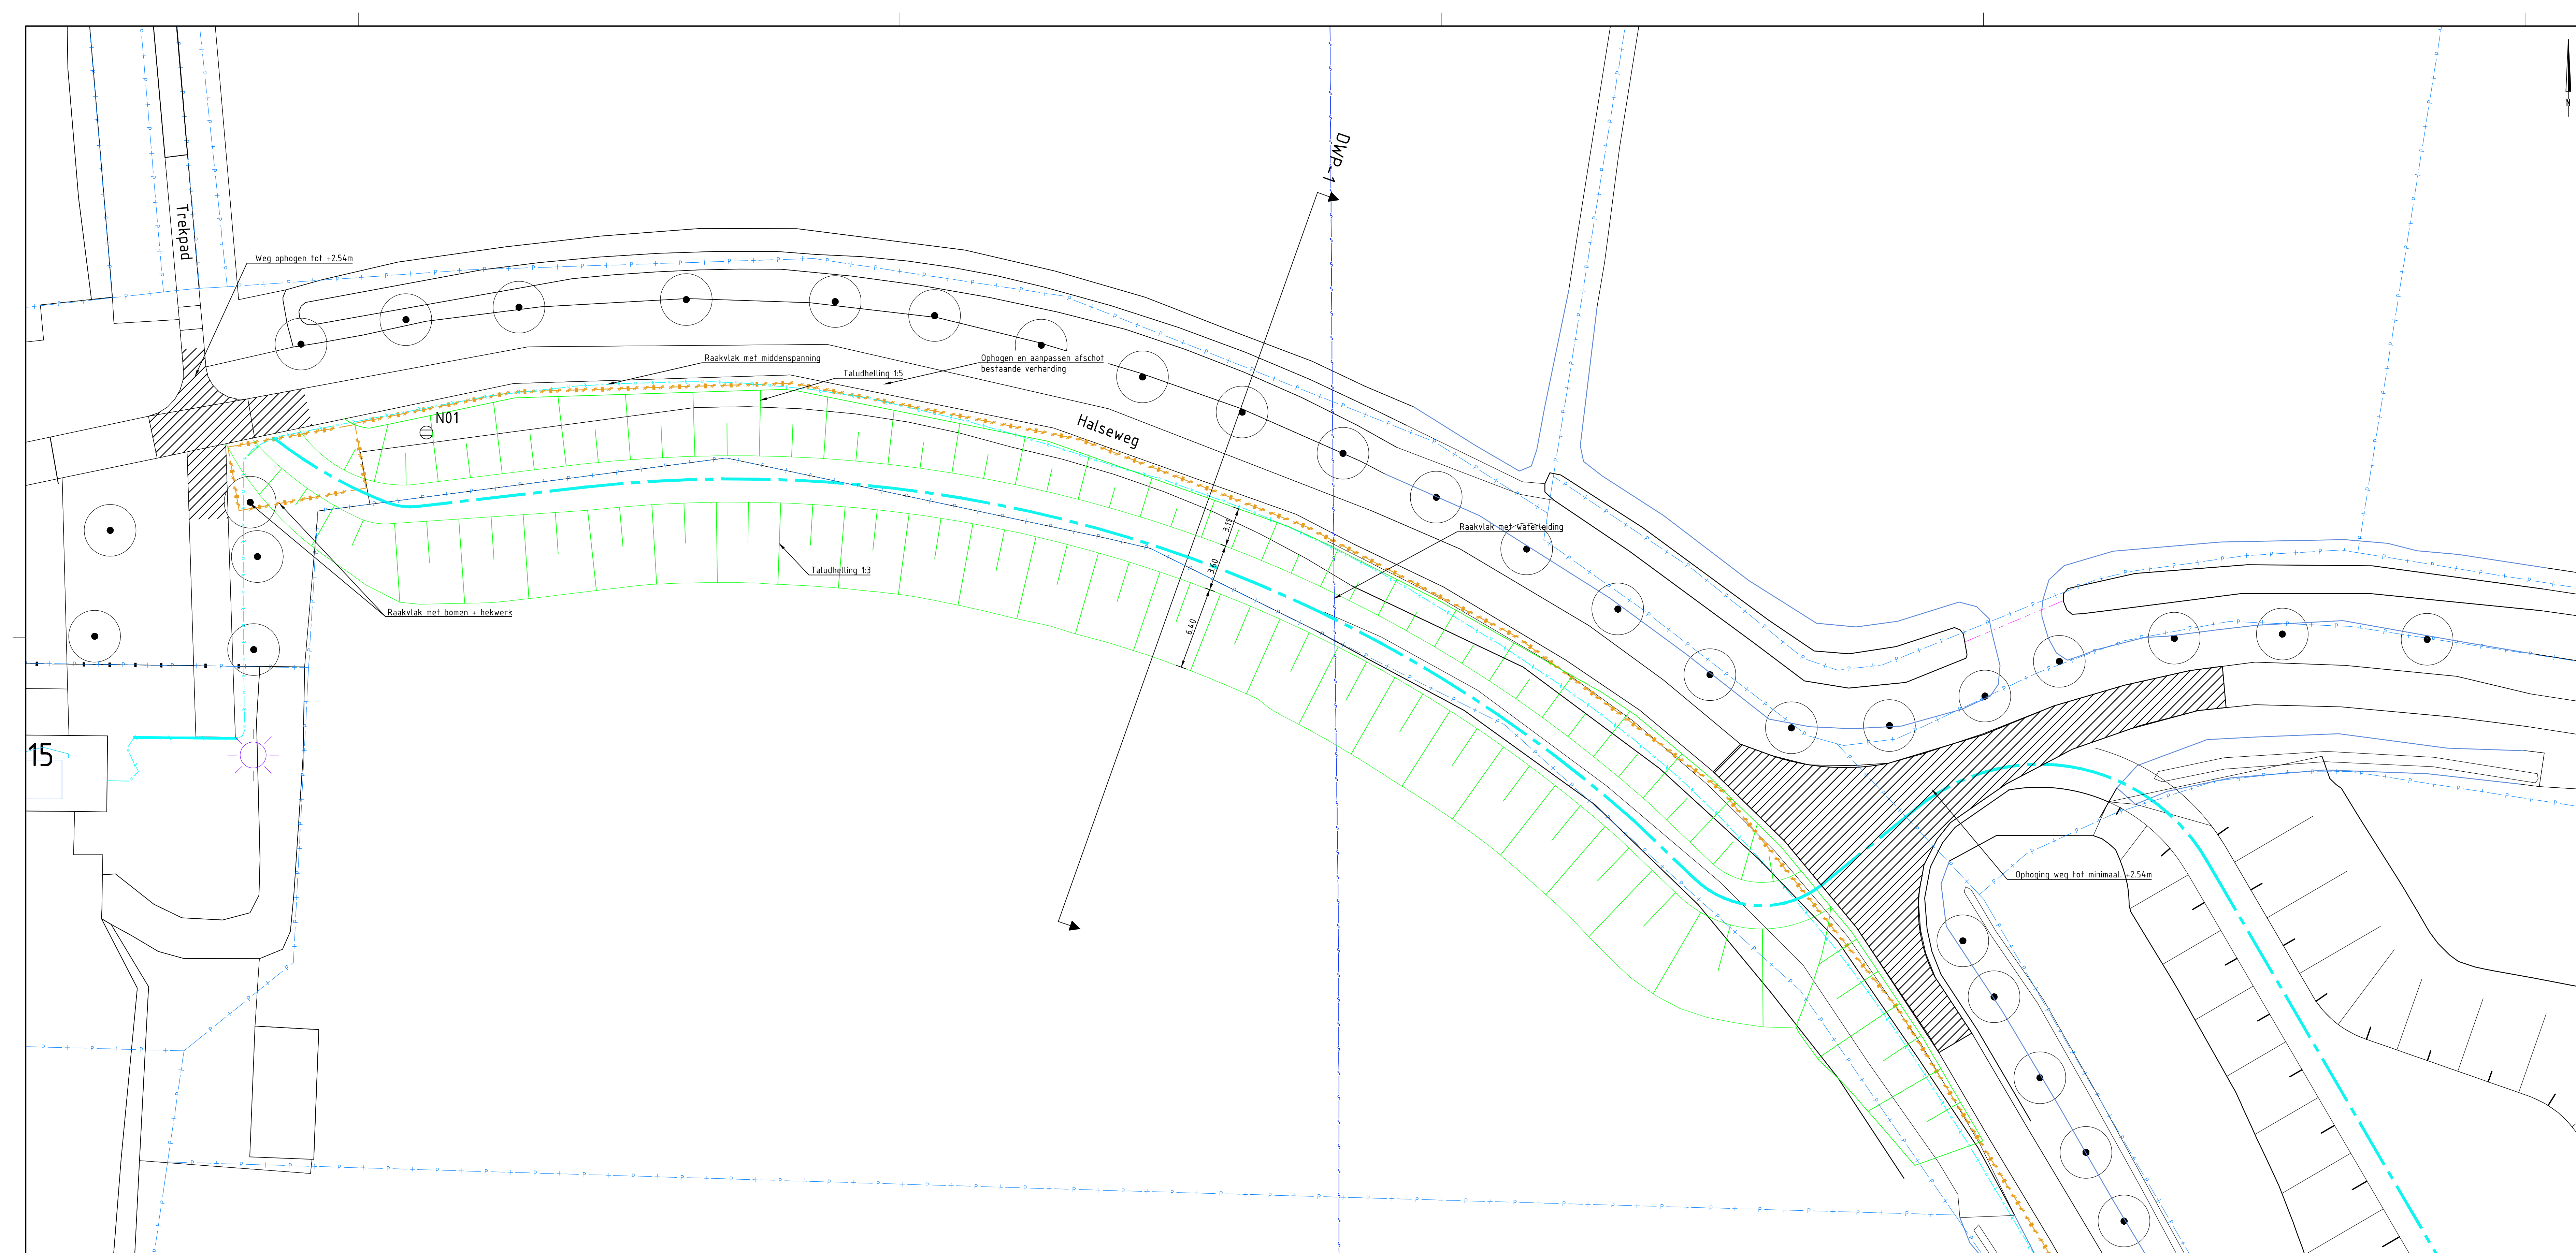 N
DWP-1
Trekpad
Weg ophogen tot +2.54m
Raakvlak met middenspanning
Ophogen en aanpassen afschot
bestaande verharding
Taludhelling 1:5
N01
Halseweg
Raakvlak met waterleiding
3.11
3.60
6.40
Taludhelling 1:3
Raakvlak met bomen + hekwerk
15
Ophoging weg tot minimaal. +2.54m